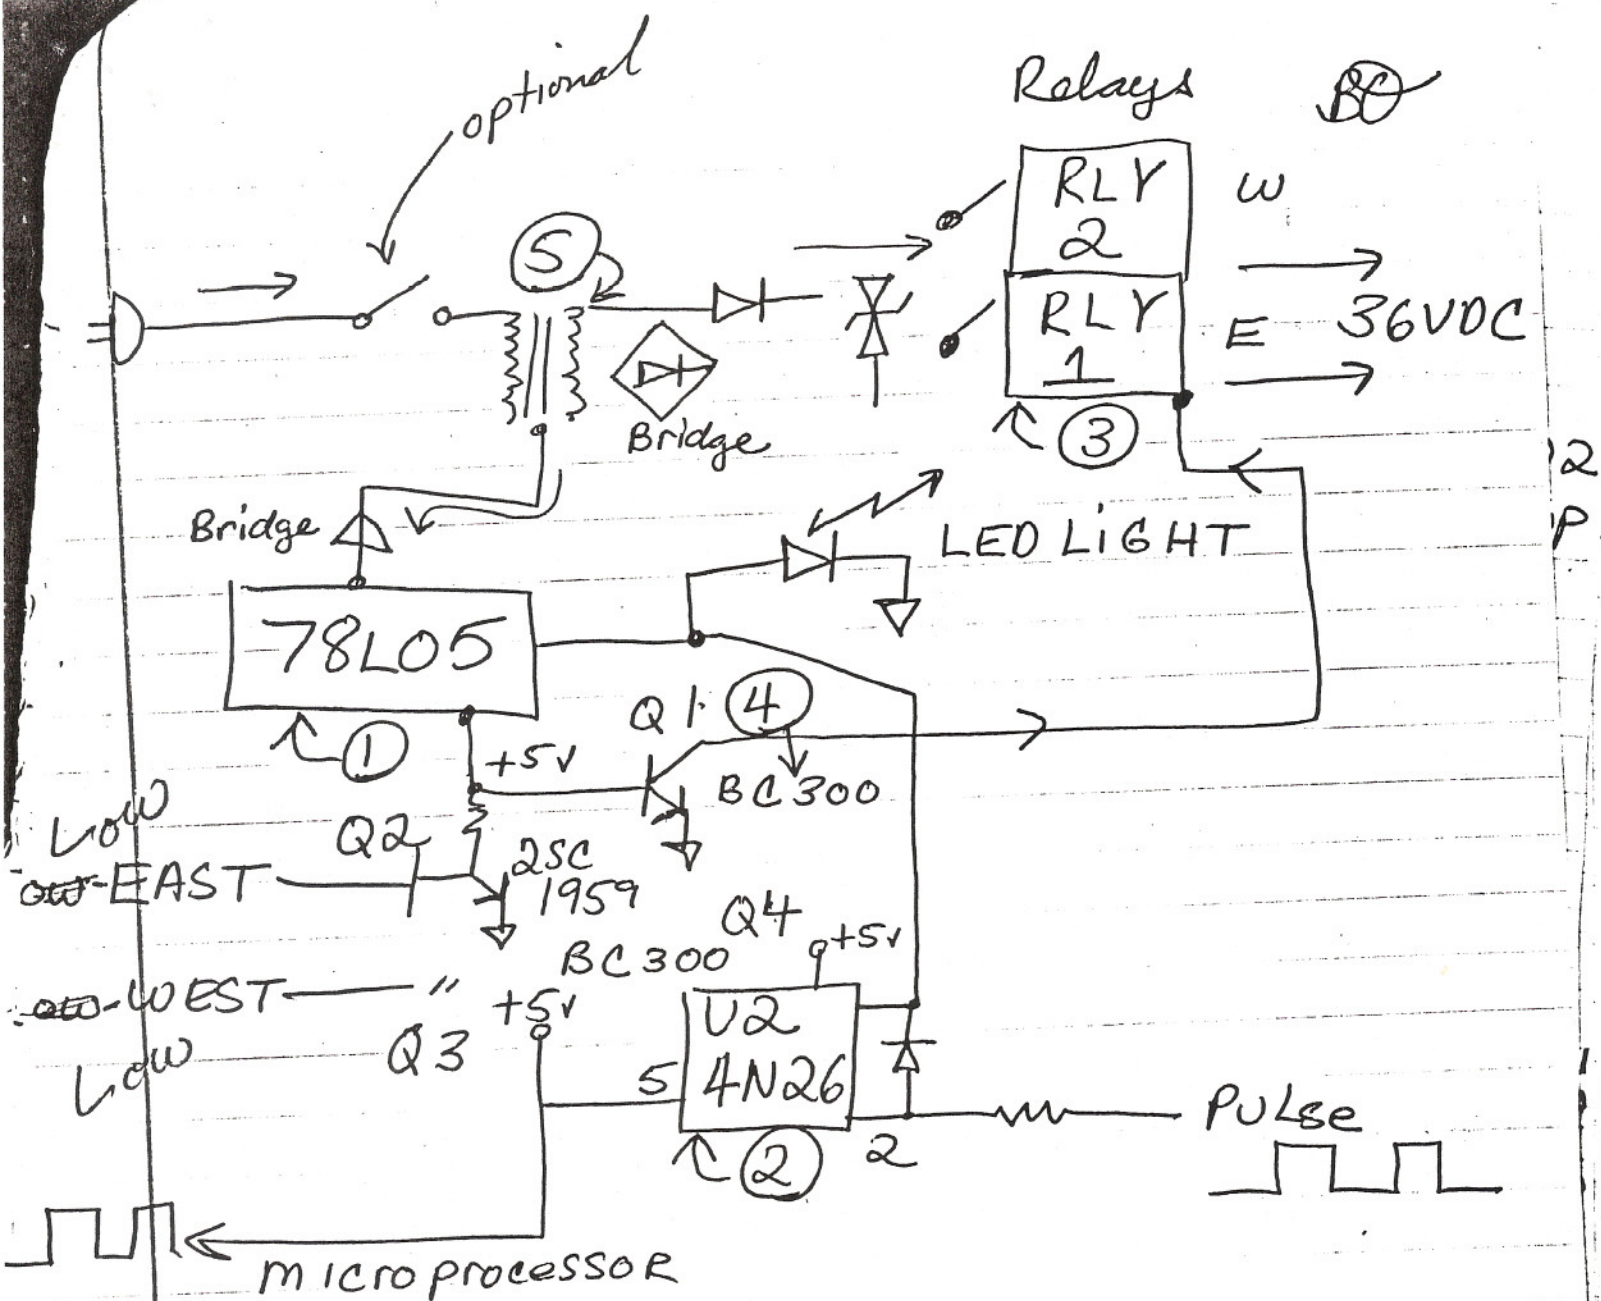 optional
Relays
RLY
2
W
5
RLY
1
E
36VDC
Bridge
3
2
P
Bridge
LED LiGHT
78L05
Q1
4
1
+5v
BC300
Low
Q2
EAST
2SC
1959
Q4
+5v
BC300
WEST
"
+5v
Low
Q3
U2
4N26
5
2
2
PULse
MICROprocessoR